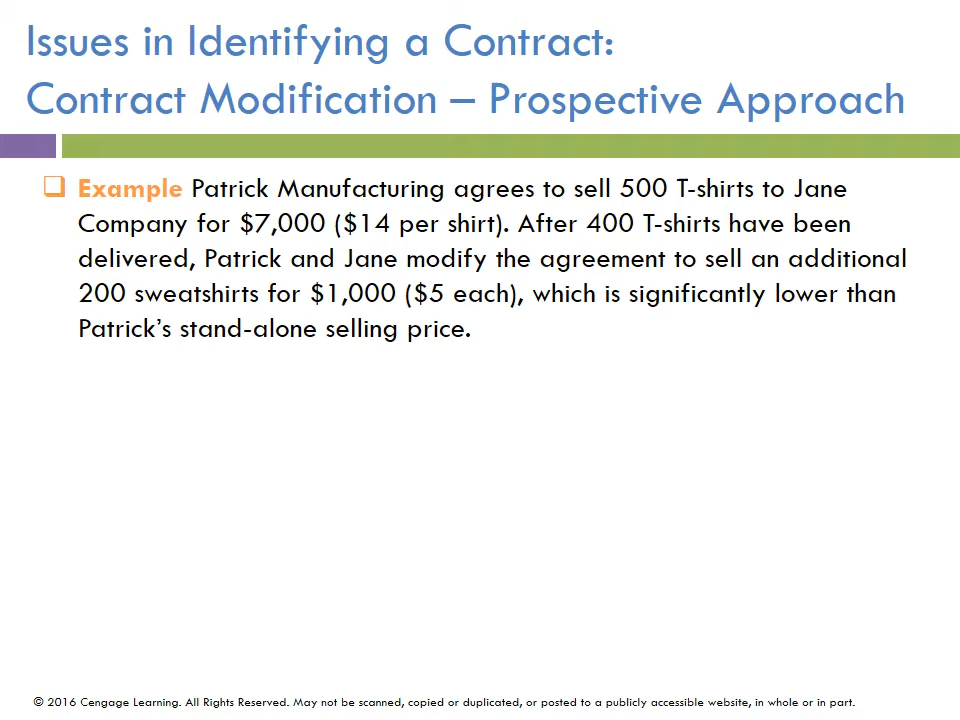 Issues in Identifying a Contract:
Contract Modification – Prospective Approach
❑ Example Patrick Manufacturing agrees to sell 500 T-shirts to Jane
Company for $7,000 ($14 per shirt). After 400 T-shirts have been
delivered, Patrick and Jane modify the agreement to sell an additional
200 sweatshirts for $1,000 ($5 each), which is significantly lower than
Patrick’s stand-alone selling price.
© 2016 Cengage Learning. All Rights Reserved. May not be scanned, copied or duplicated, or posted to a publicly accessible website, in whole or in part.